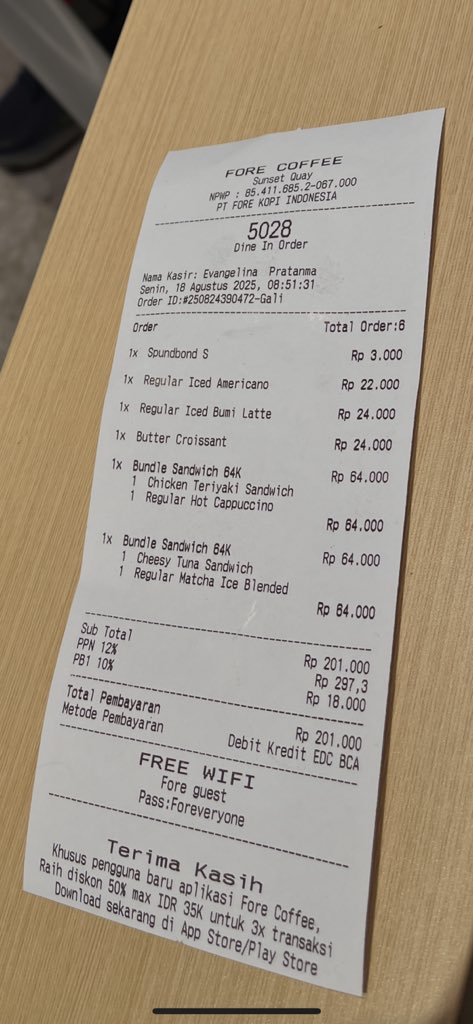 FORE COFFEE
Sunset Quay
NPWP : 85.411.685.2-067.000
PT FORE KOPI INDONESIA
5028
Dine In Order
Nama Kasir: Evangelina Pratanma
Senin, 18 Agustus 2025, 08:51:31
Order ID:#250824390472-Gali
Order Total Order:6
1x Spundbond S Rp 3.000
1x Regular Iced Americano Rp 22.000
1x Regular Iced Bumi Latte Rp 24.000
1x Butter Croissant Rp 24.000
1x Bundle Sandwich 64K Rp 64.000
1 Chicken Teriyaki Sandwich
1 Regular Hot Cappuccino
Rp 64.000
1x Bundle Sandwich 64K Rp 64.000
1 Cheesy Tuna Sandwich
1 Regular Matcha Ice Blended
Rp 64.000
Sub Total Rp 201.000
PPN 12% Rp 297,3
PB1 10% Rp 18.000
Total Pembayaran Rp 201.000
Metode Pembayaran Debit Kredit EDC BCA
FREE WIFI
Fore guest
Pass:Foreveryone
Terima Kasih
Khusus pengguna baru aplikasi Fore Coffee,
Raih diskon 50% max IDR 35K untuk 3x transaksi
Download sekarang di App Store/Play Store